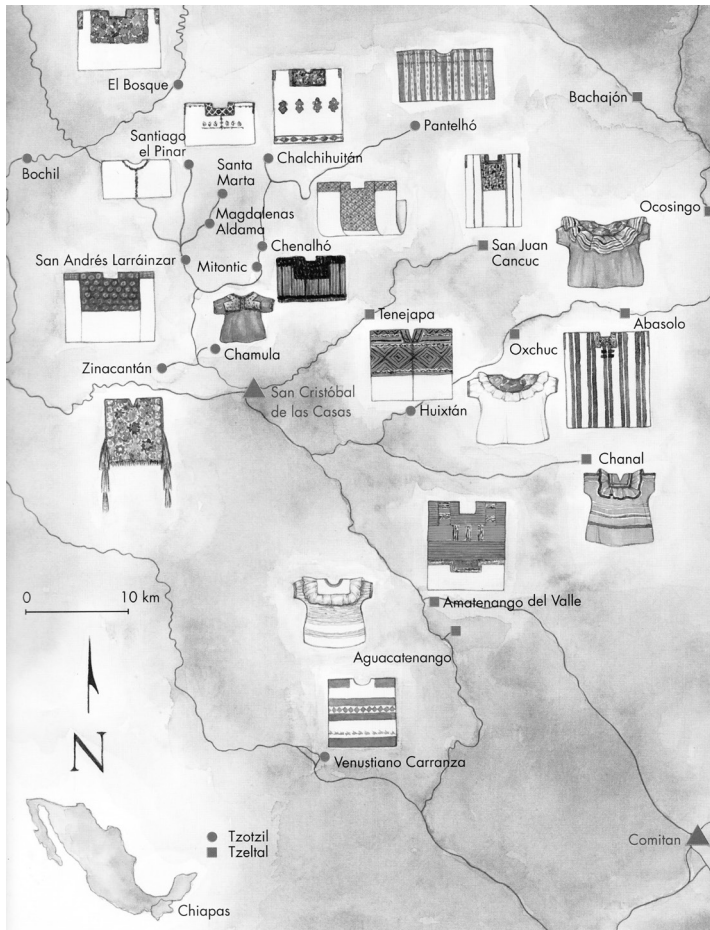 El Bosque
Bachajón
Pantelhó
Santiago
el Pinar
Chalchihuitán
Bochil
Santa
Marta
Ocosingo
Magdalenas
Aldama
San Andrés Larráinzar
Mitontic
Chenalhó
San Juan
Cancuc
Tenejapa
Abasolo
Oxchuc
Chamula
Zinacantán
San Cristóbal
de las Casas
Huixtán
Chanal
0 10 km
Amatenango del Valle
Aguacatenango
N
Venustiano Carranza
Tzotzil
Tzeltal
Comitan
Chiapas